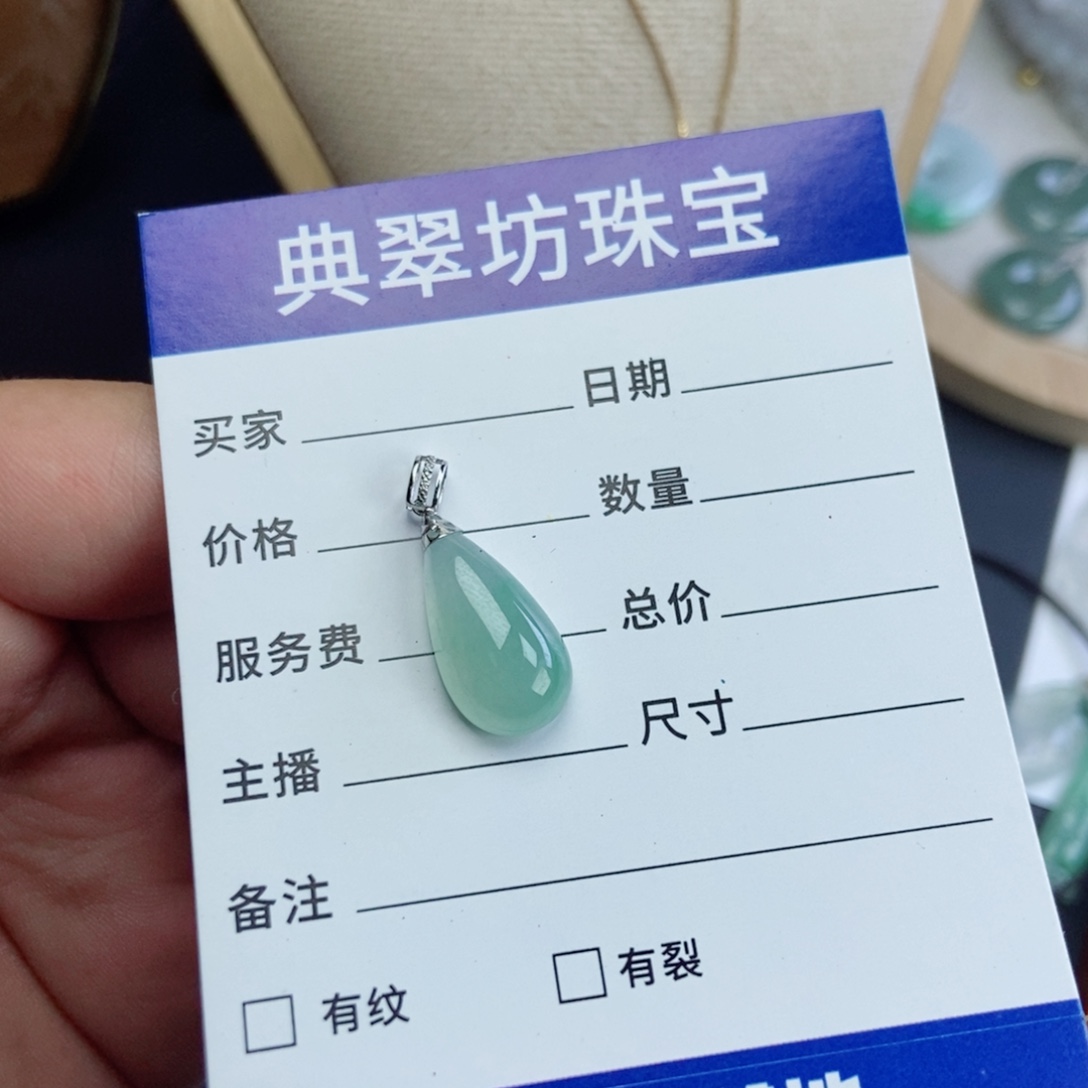 典翠坊珠宝
买家 日期
价格 数量
服务费 总价
主播 尺寸
备注
有纹 有裂